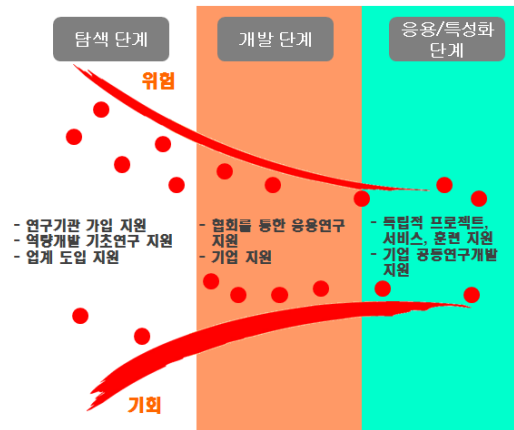 탐색 단계
개발 단계
응용/특성화
단계
위험
- 연구기관 가입 지원
- 역량개발 기초연구 지원
- 업계 도입 지원
- 협회를 통한 응용연구
지원
- 기업 지원
- 독립적 프로젝트,
서비스, 훈련 지원
- 기업 공동연구개발
지원
기회